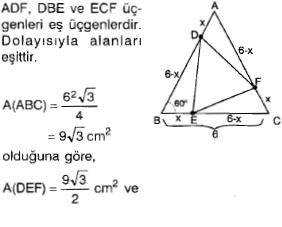 ADF, DBE ve ECF üç-
genleri eş üçgenlerdir.
Dolayısıyla alanları
eşittir.
A(ABC) = 6²√3 / 4
= 9√3 cm²
olduğuna göre,
A(DEF) = 9√3 / 2 cm² ve
A
x
D
6-x
6-x
F
60°
x
B
x
E
6-x
C
6